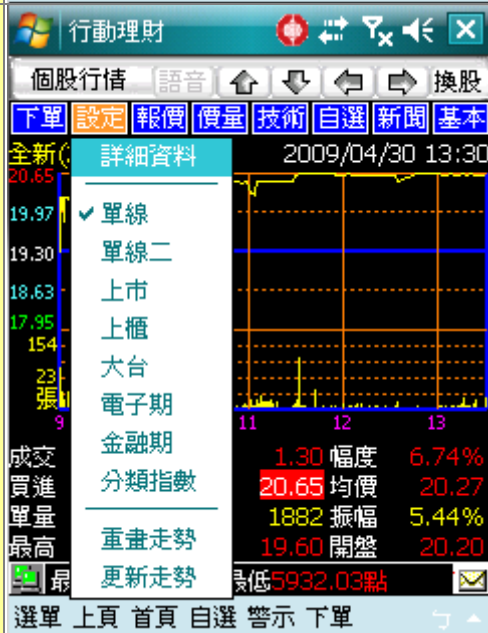 行動理財
個股行情 語音 換股
下單 設定 報價 價量 技術 自選 新聞 基本
全新( 2009/04/30 13:30
詳細資料
20.65
19.97
19.30
18.63
17.95
154
23
張
9 11 12 13
單線
單線二
上市
上櫃
大台
電子期
金融期
分類指數
重畫走勢
更新走勢
成交 1.30 幅度 6.74%
買進 20.65 均價 20.27
單量 1882 振幅 5.44%
最高 19.60 開盤 20.20
最 最低5932.03點
選單 上頁 首頁 自選 警示 下單 ㄅ